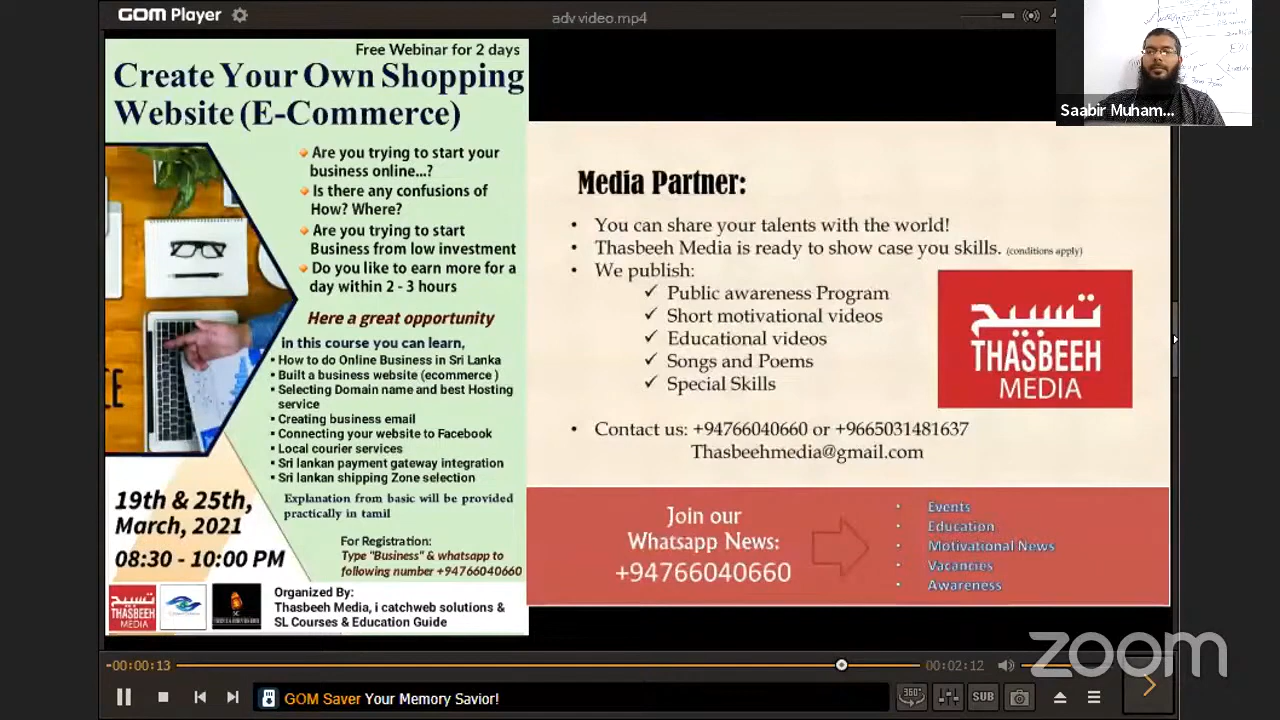 GOM Player
adv video.mp4
Saabir Muham...
Free Webinar for 2 days
Create Your Own Shopping
Website (E-Commerce)
Are you trying to start your
business online...?
Is there any confusions of
How? Where?
Are you trying to start
Business from low investment
Do you like to earn more for a
day within 2 - 3 hours
Here a great opportunity
in this course you can learn,
How to do Online Business in Sri Lanka
Built a business website (ecommerce )
Selecting Domain name and best Hosting
service
Creating business email
Connecting your website to Facebook
Local courier services
Sri lankan payment gateway integration
Sri lankan shipping Zone selection
Explanation from basic will be provided
practically in tamil
19th & 25th,
March, 2021
08:30 - 10:00 PM
For Registration:
Type "Business" & whatsapp to
following number +94766040660
THASBEEH
MEDIA
Organized By:
Thasbeeh Media, i catchweb solutions &
SL Courses & Education Guide
Media Partner:
You can share your talents with the world!
Thasbeeh Media is ready to show case you skills. (conditions apply)
We publish:
Public awareness Program
Short motivational videos
Educational videos
Songs and Poems
Special Skills
تسبيح
THASBEEH
MEDIA
Contact us: +94766040660 or +9665031481637
Thasbeehmedia@gmail.com
Join our
Whatsapp News:
+94766040660
Events
Education
Motivational News
Vacancies
Awareness
zoom
-00:00:13
00:02:12
GOM Saver Your Memory Savior!
360°
SUB